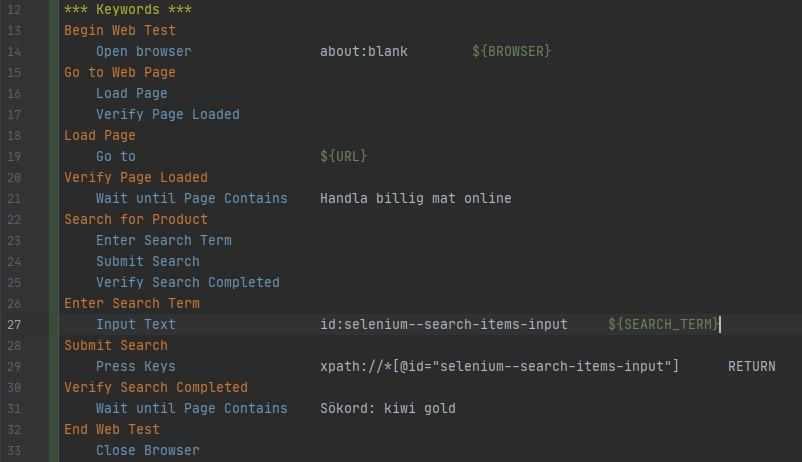 12 *** Keywords ***
13 Begin Web Test
14 Open browser about:blank ${BROWSER}
15 Go to Web Page
16 Load Page
17 Verify Page Loaded
18 Load Page
19 Go to ${URL}
20 Verify Page Loaded
21 Wait until Page Contains Handla billig mat online
22 Search for Product
23 Enter Search Term
24 Submit Search
25 Verify Search Completed
26 Enter Search Term
27 Input Text id:selenium--search-items-input ${SEARCH_TERM}
28 Submit Search
29 Press Keys xpath://*[@id="selenium--search-items-input"] RETURN
30 Verify Search Completed
31 Wait until Page Contains Sökord: kiwi gold
32 End Web Test
33 Close Browser